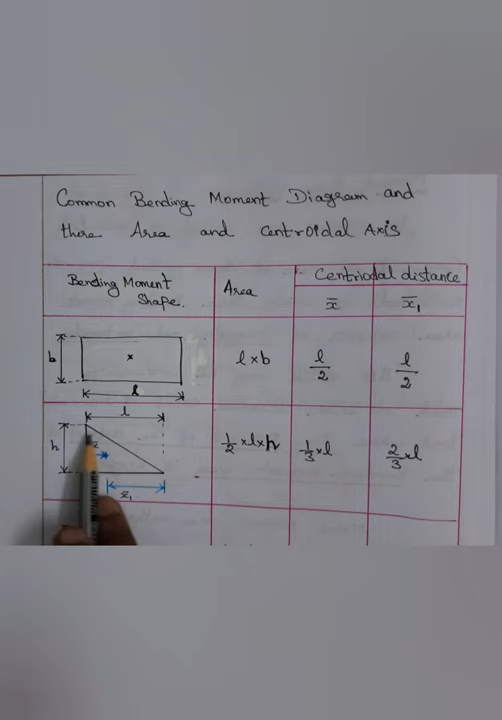 Common Bending Moment Diagram and
there Area and Centroidal Axis
Bending Moment
Shape.
Area
Centriodal distance
x̄
x̄₁
b
l
l×b
l/2
l/2
l
h
x̄₁
1/2 × l × h
1/3 × l
2/3 × l